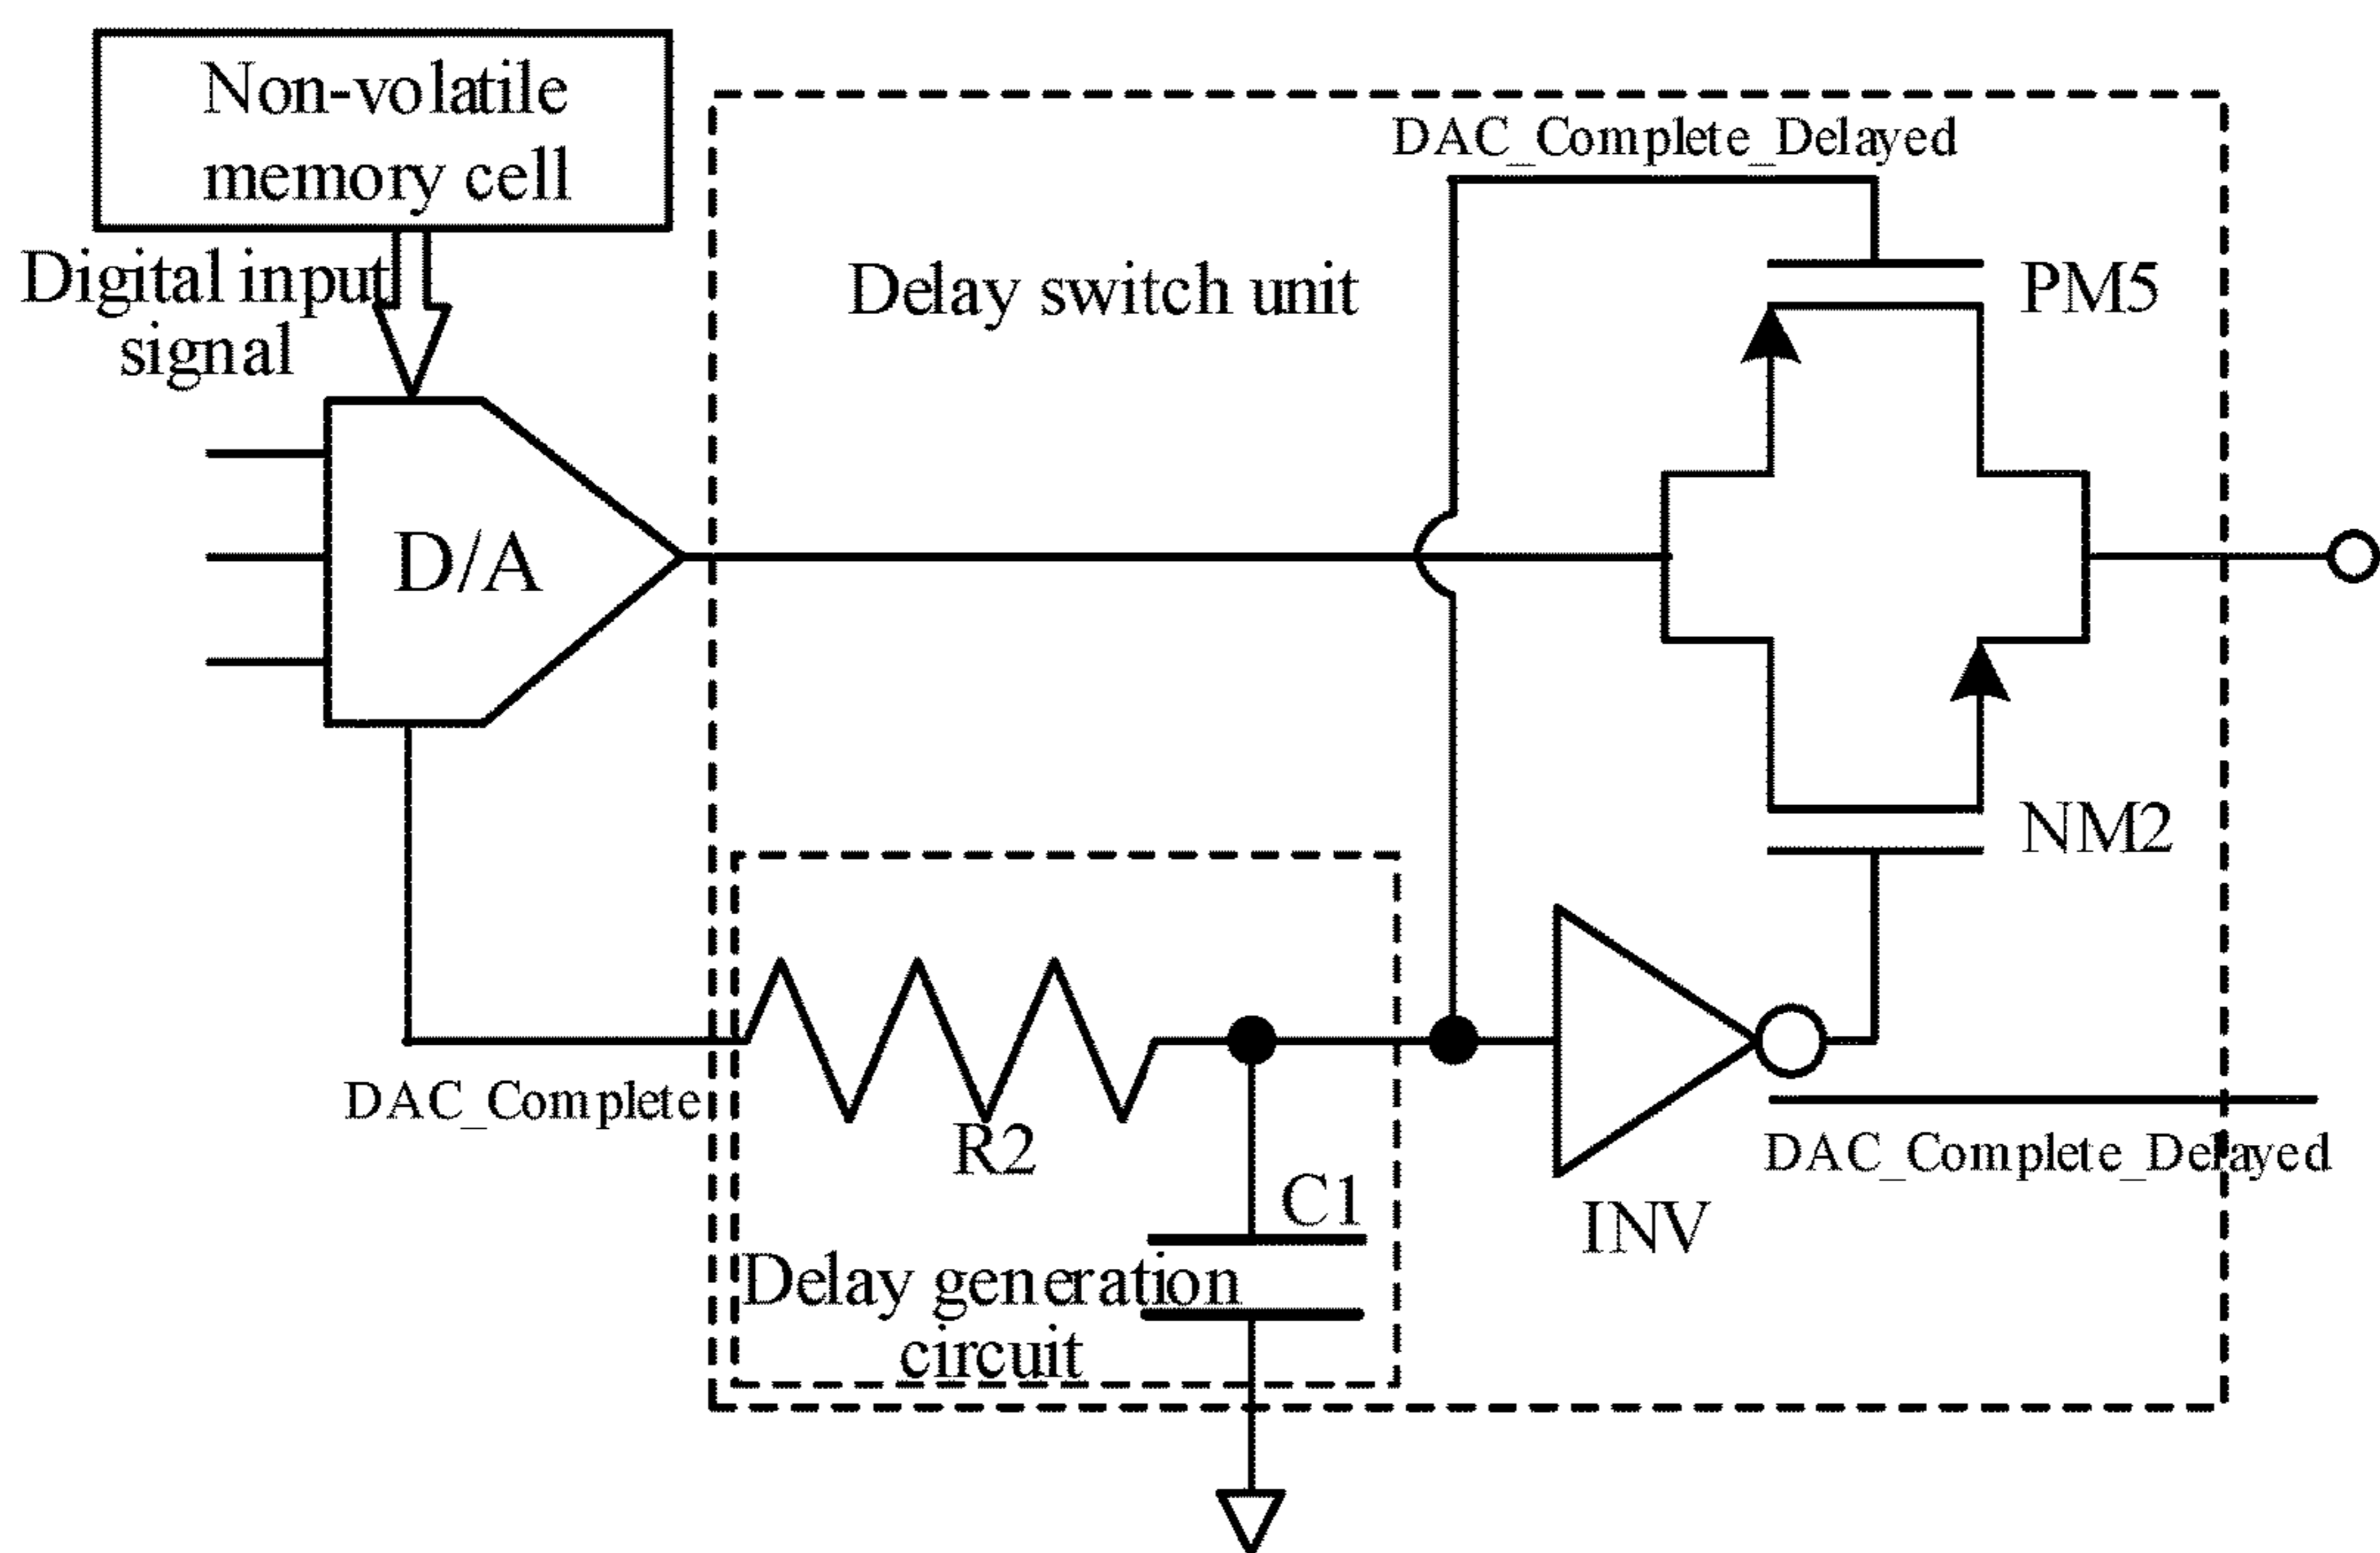 Non-volatile
memory cell
DAC_Complete_Delayed
Digital input
signal
Delay switch unit
PM5
D/A
NM2
DAC_Complete
R2
DAC_Complete_Delayed
C1
INV
Delay generation
circuit